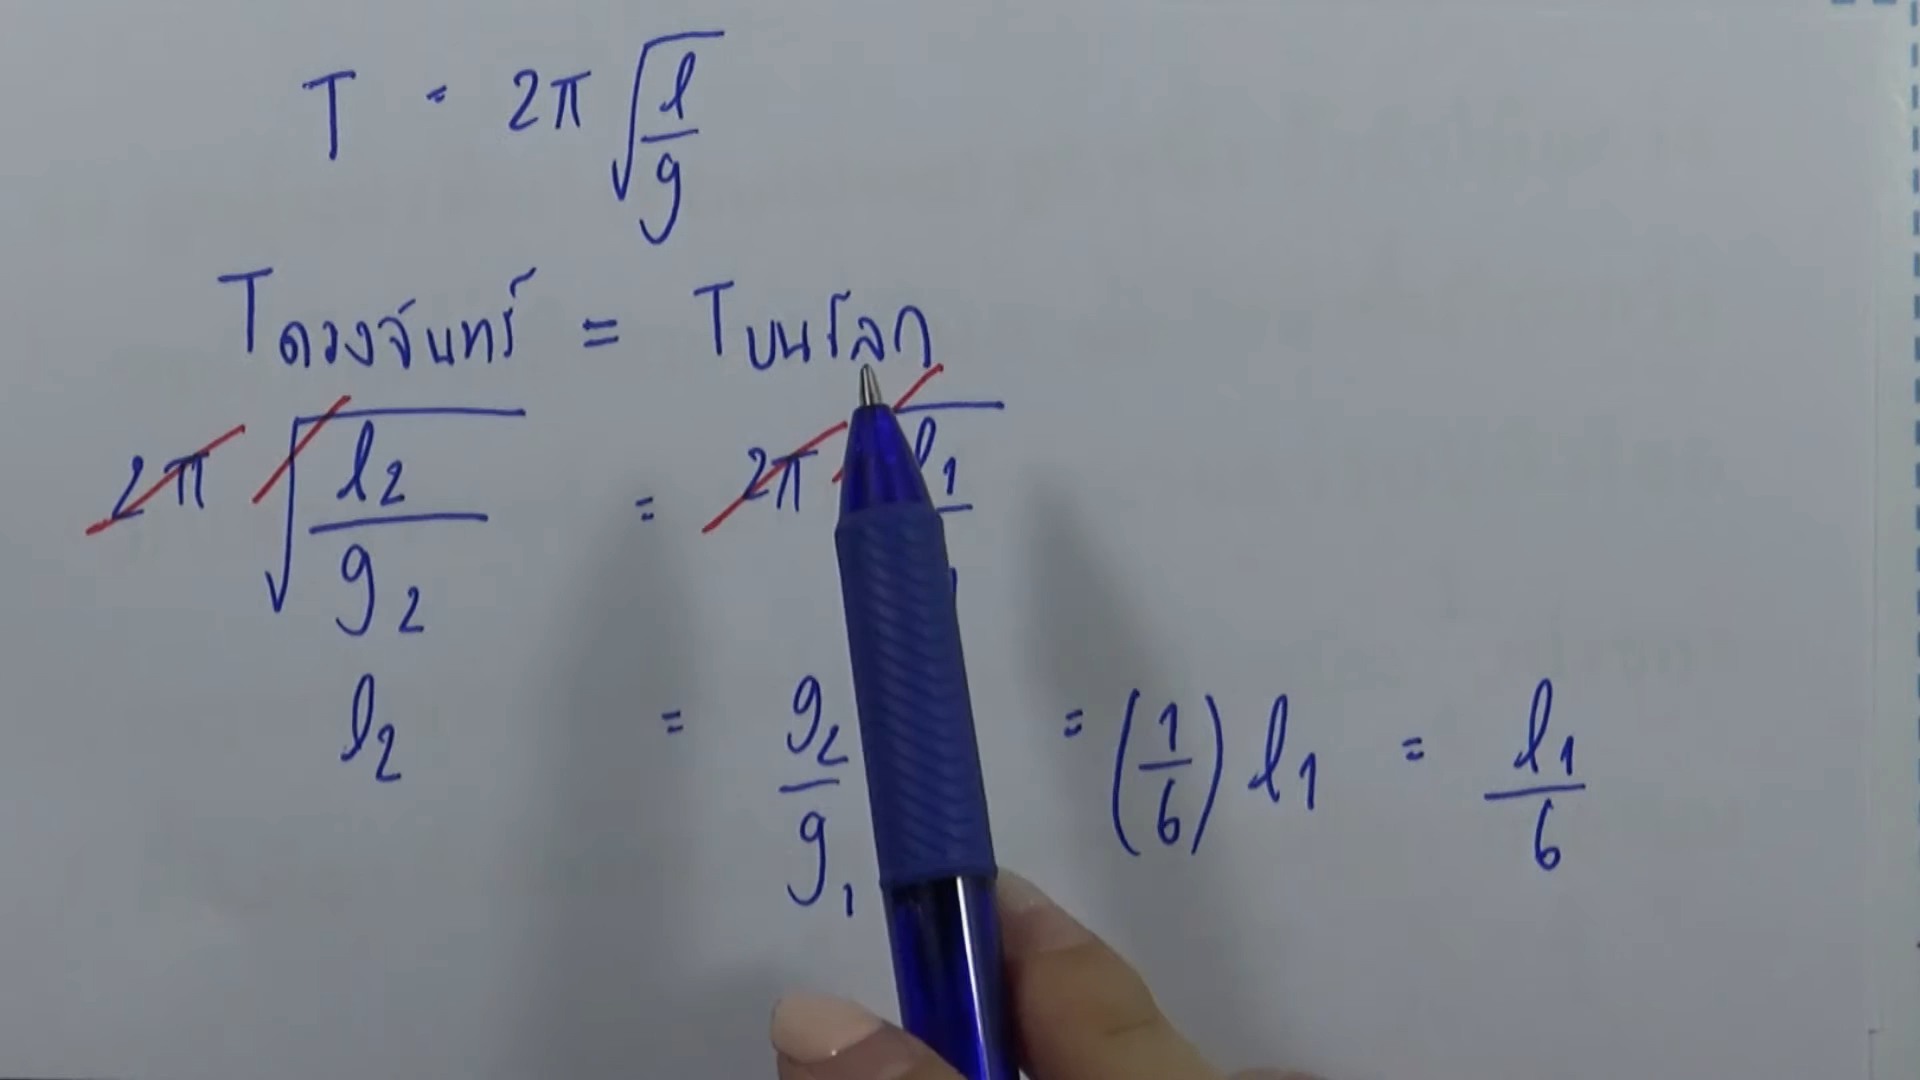 T = 2π √(l/g)
Tดวงจันทร์ = Tบนโลก
2π √(l₂/g₂) = 2π l₁
l₂ = g₂/g₁ = (1/6) l₁ = l₁/6